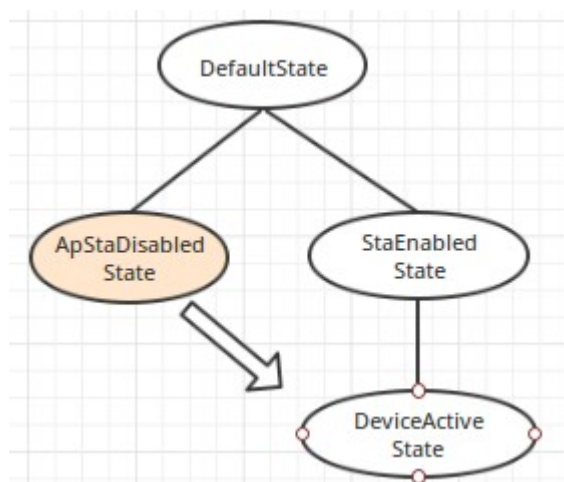 DefaultState
ApStaDisabled
State
StaEnabled
State
DeviceActive
State